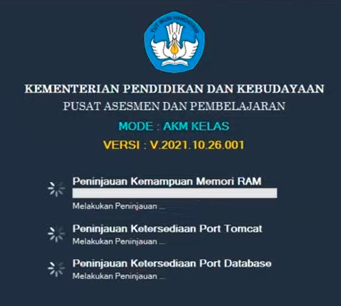 KEMENTERIAN PENDIDIKAN DAN KEBUDAYAAN
PUSAT ASESMEN DAN PEMBELAJARAN
MODE : AKM KELAS
VERSI : V.2021.10.26.001
Peninjauan Kemampuan Memori RAM
Melakukan Peninjauan ...
Peninjauan Ketersediaan Port Tomcat
Melakukan Peninjauan ...
Peninjauan Ketersediaan Port Database
Melakukan Peninjauan ...